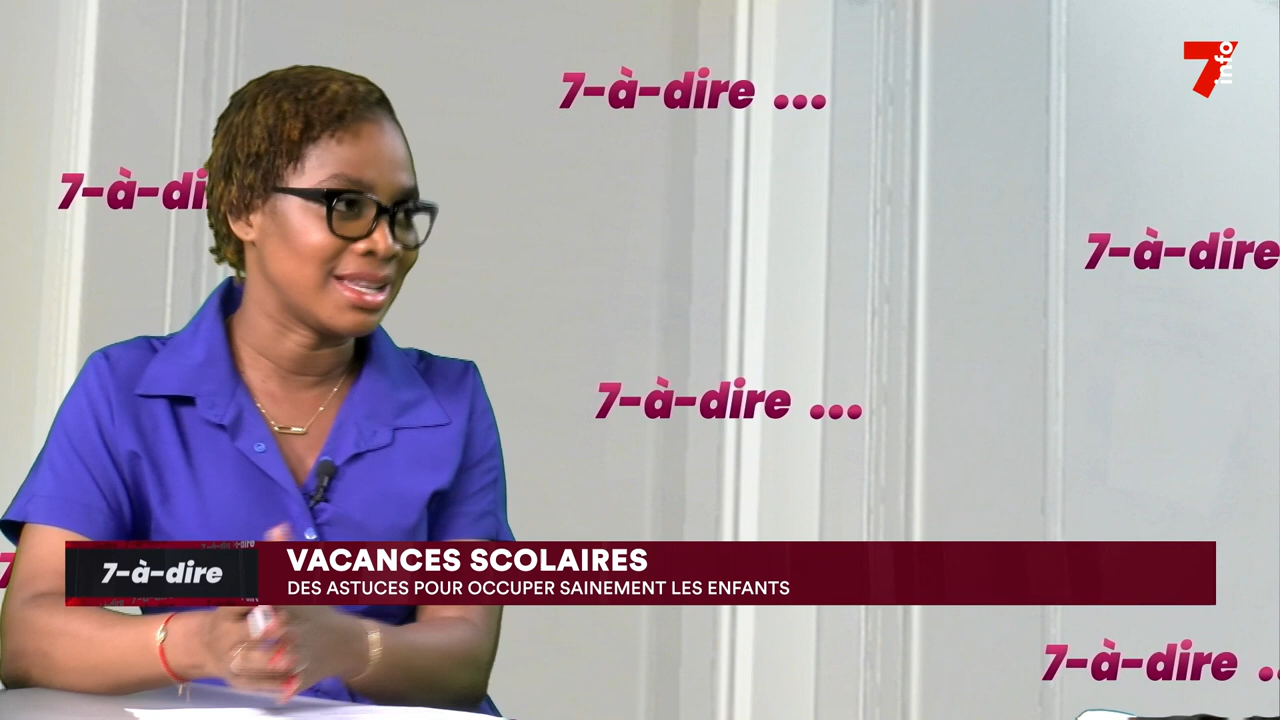 7-à-dire ...
7 info
7-à-di
7-à-dire
7-à-dire ...
VACANCES SCOLAIRES
7-à-dire
DES ASTUCES POUR OCCUPER SAINEMENT LES ENFANTS
7-à-dire ..